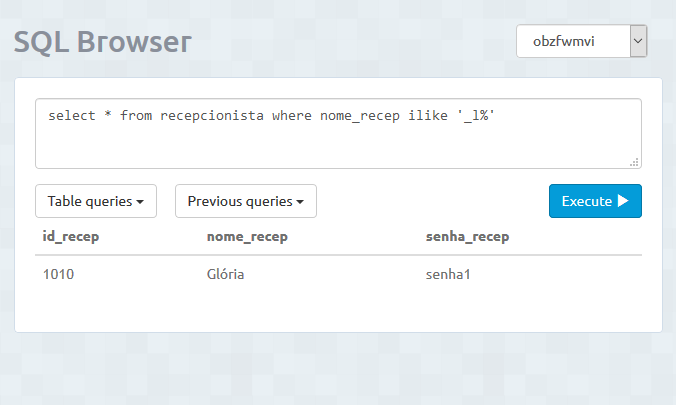 SQL Browser
obzfwmvi
select * from recepcionista where nome_recep ilike '_l%'
Table queries
Previous queries
Execute
id_recep nome_recep senha_recep
1010 Glória senha1